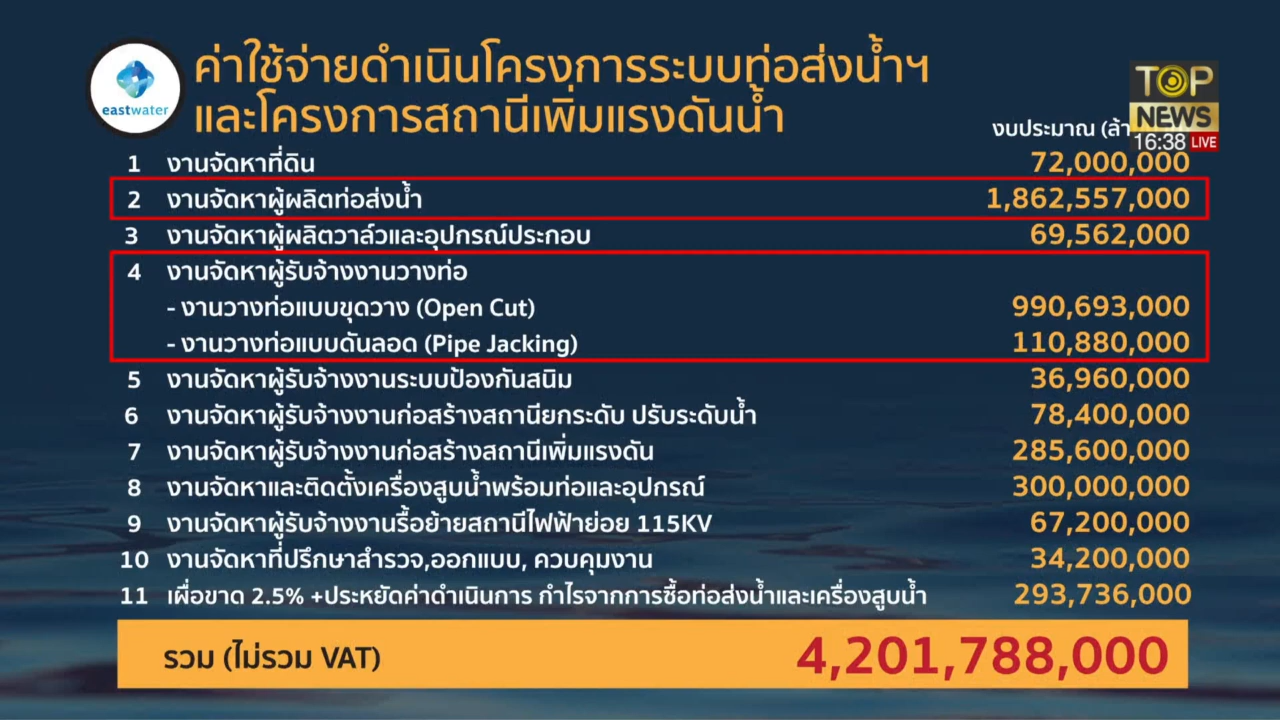 eastwater
ค่าใช้จ่ายดำเนินโครงการระบบท่อส่งน้ำฯ
และโครงการสถานีเพิ่มแรงดันน้ำ
TOP
NEWS
16:38 LIVE
งบประมาณ (ล้า
1 งานจัดหาที่ดิน 72,000,000
2 งานจัดหาผู้ผลิตท่อส่งน้ำ 1,862,557,000
3 งานจัดหาผู้ผลิตวาล์วและอุปกรณ์ประกอบ 69,562,000
4 งานจัดหาผู้รับจ้างงานวางท่อ
- งานวางท่อแบบขุดวาง (Open Cut) 990,693,000
- งานวางท่อแบบดันลอด (Pipe Jacking) 110,880,000
5 งานจัดหาผู้รับจ้างงานระบบป้องกันสนิม 36,960,000
6 งานจัดหาผู้รับจ้างงานก่อสร้างสถานียกระดับ ปรับระดับน้ำ 78,400,000
7 งานจัดหาผู้รับจ้างงานก่อสร้างสถานีเพิ่มแรงดัน 285,600,000
8 งานจัดหาและติดตั้งเครื่องสูบน้ำพร้อมท่อและอุปกรณ์ 300,000,000
9 งานจัดหาผู้รับจ้างงานรื้อย้ายสถานีไฟฟ้าย่อย 115KV 67,200,000
10 งานจัดหาที่ปรึกษาสำรวจ,ออกแบบ, ควบคุมงาน 34,200,000
11 เผื่อขาด 2.5% +ประหยัดค่าดำเนินการ กำไรจากการซื้อท่อส่งน้ำและเครื่องสูบน้ำ 293,736,000
รวม (ไม่รวม VAT) 4,201,788,000